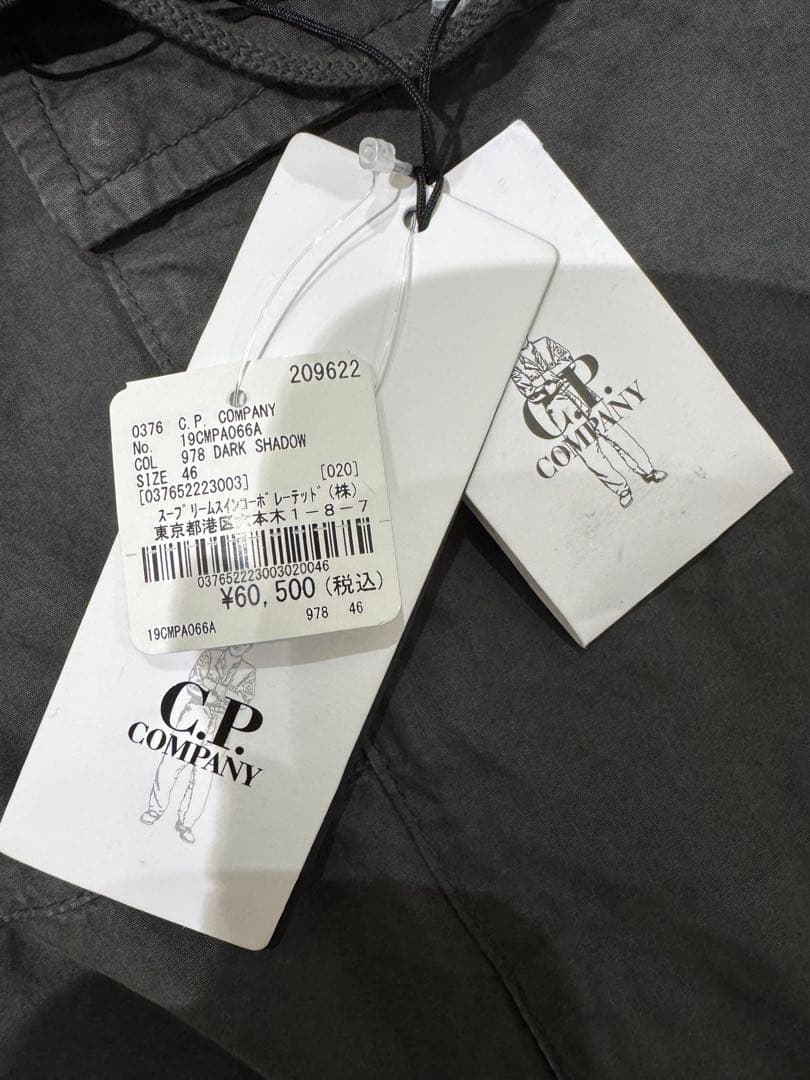 209622
0376 C.P. COMPANY
No. 19CMPA066A
COL 978 DARK SHADOW
SIZE 46
[037652223003] [020]
スープリームスインコーポレーテッド(株)
東京都港区六本木1-8-7
037652223003020046
¥60,500(税込)
19CMPA066A 978 46
C.P.
COMPANY
C.P.
COMPANY